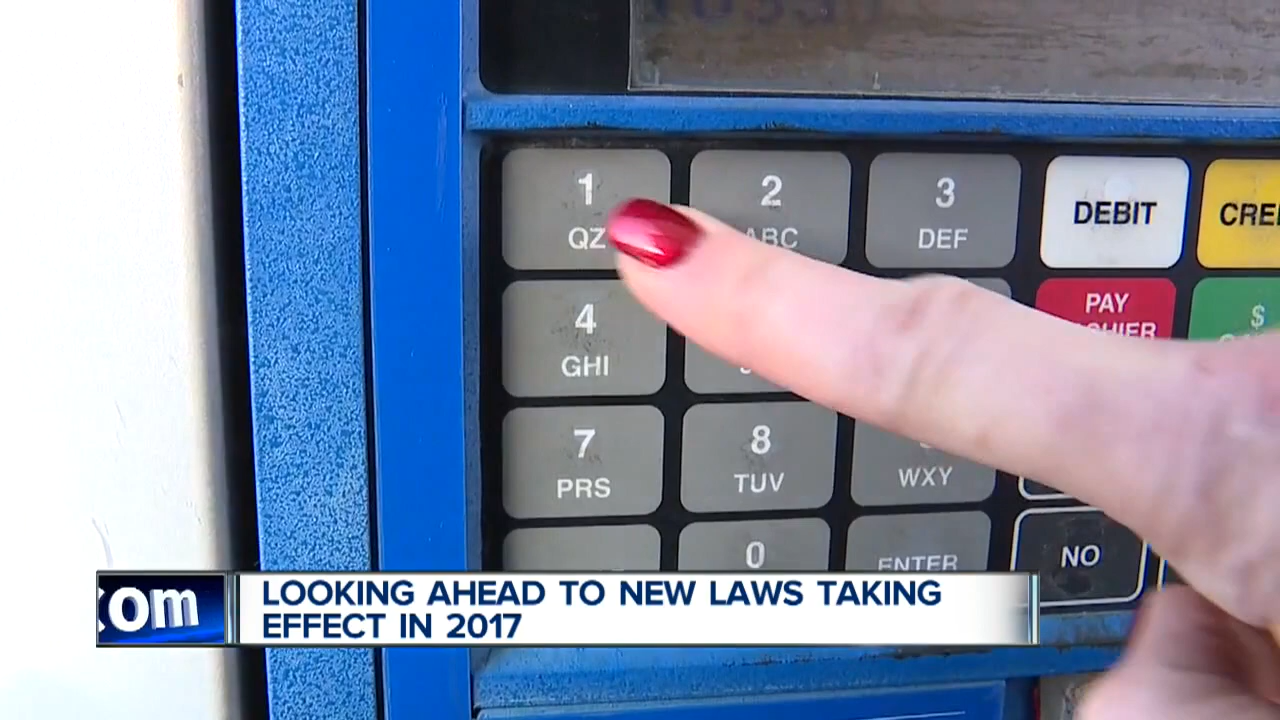 1 2 3
QZ ABC DEF DEBIT
4 PAY $
GHI
7 8
PRS TUV WXY
0 ENTER NO
.com
LOOKING AHEAD TO NEW LAWS TAKING
EFFECT IN 2017